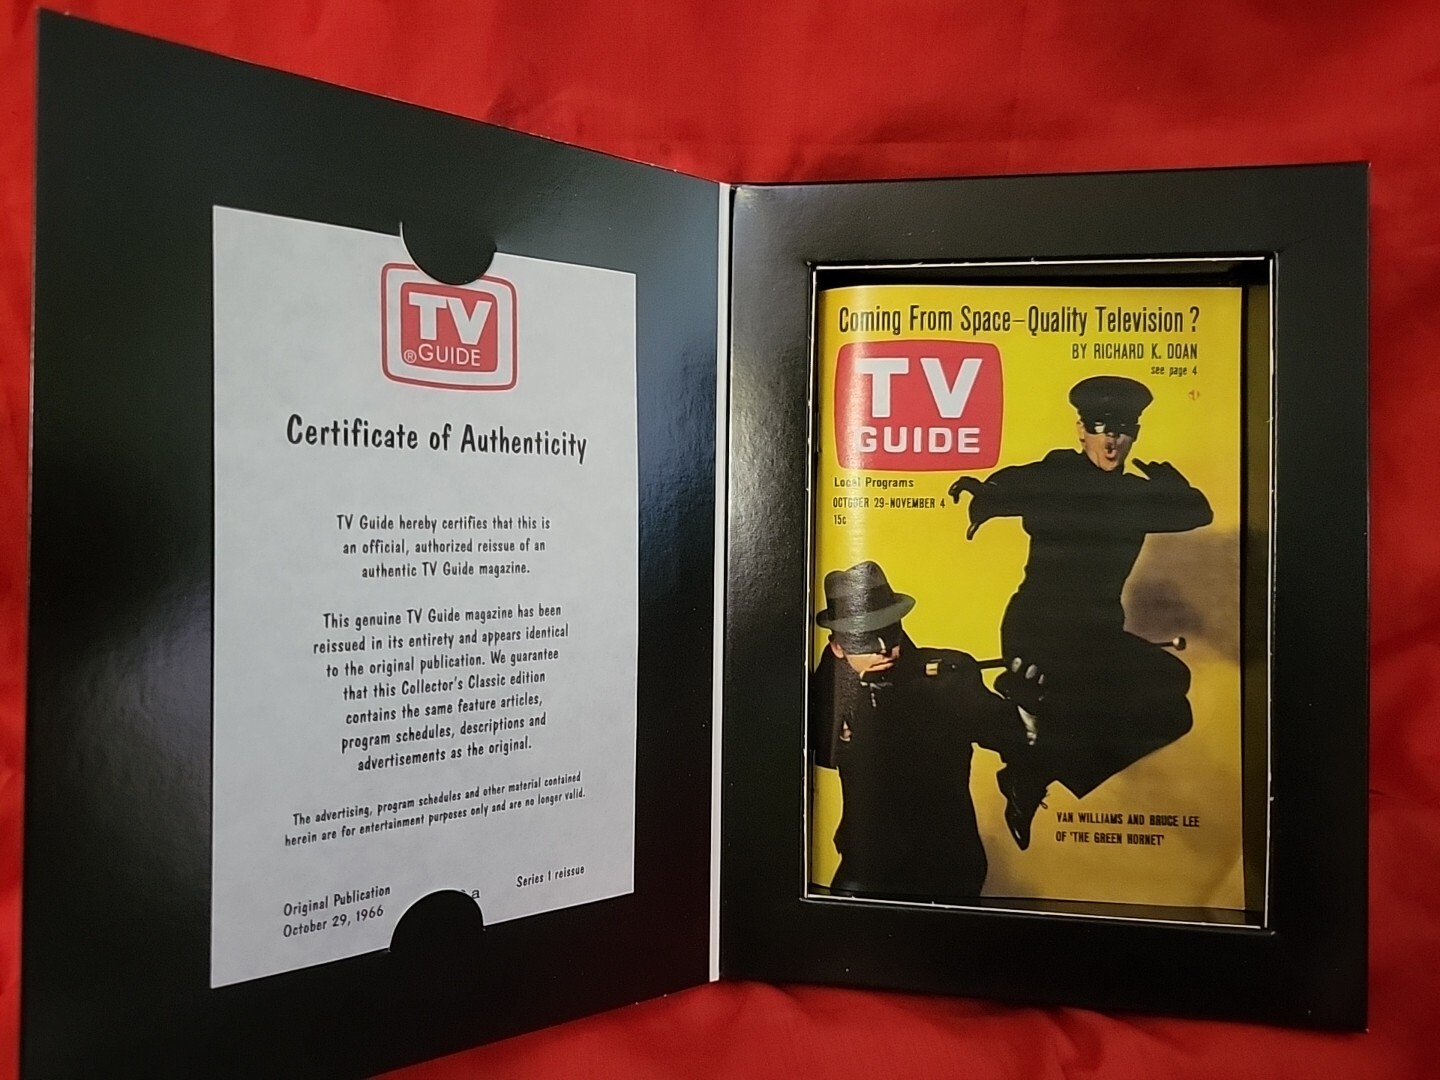 TV
® GUIDE
Certificate of Authenticity
TV Guide hereby certifies that this is
an official, authorized reissue of an
authentic TV Guide magazine.
This genuine TV Guide magazine has been
reissued in its entirety and appears identical
to the original publication. We guarantee
that this Collector's Classic edition
contains the same feature articles,
program schedules, descriptions and
advertisements as the original.
The advertising, program schedules and other material contained
herein are for entertainment purposes only and are no longer valid.
Original Publication
October 29, 1966
Series 1 reissue
Coming From Space–Quality Television?
BY RICHARD K. DOAN
see page 4
TV
GUIDE
Local Programs
OCTOBER 29-NOVEMBER 4
15c
VAN WILLIAMS AND BRUCE LEE
OF 'THE GREEN HORNET'